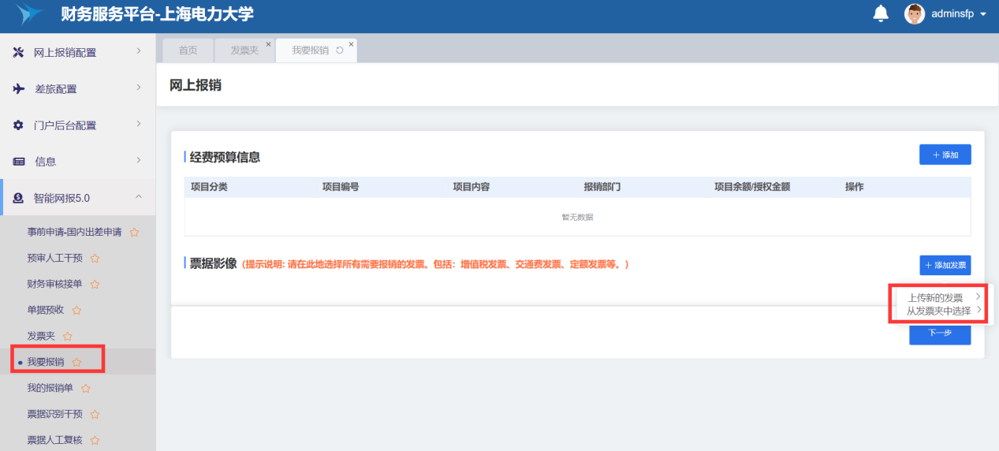 财务服务平台-上海电力大学
adminsfp
网上报销配置
差旅配置
门户后台配置
信息
智能网报5.0
事前申请-国内出差申请
预审人工干预
财务审核接单
单据预收
发票夹
我要报销
我的报销单
票据识别干预
票据人工复核
首页 发票夹 我要报销
网上报销
经费预算信息
+ 添加
项目分类 项目编号 项目内容 报销部门 项目余额/授权金额 操作
暂无数据
票据影像 (提示说明: 请在此地选择所有需要报销的发票。包括：增值税发票、交通费发票、定额发票等。)
+ 添加发票
上传新的发票
从发票夹中选择
下一步